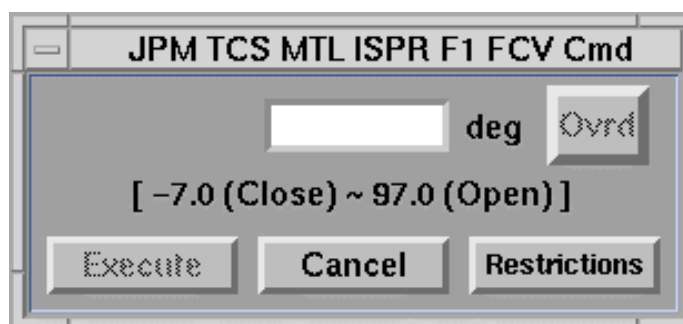 JPM TCS MTL ISPR F1 FCV Cmd
deg Ovrd
[ −7.0 (Close) ~ 97.0 (Open) ]
Execute Cancel Restrictions